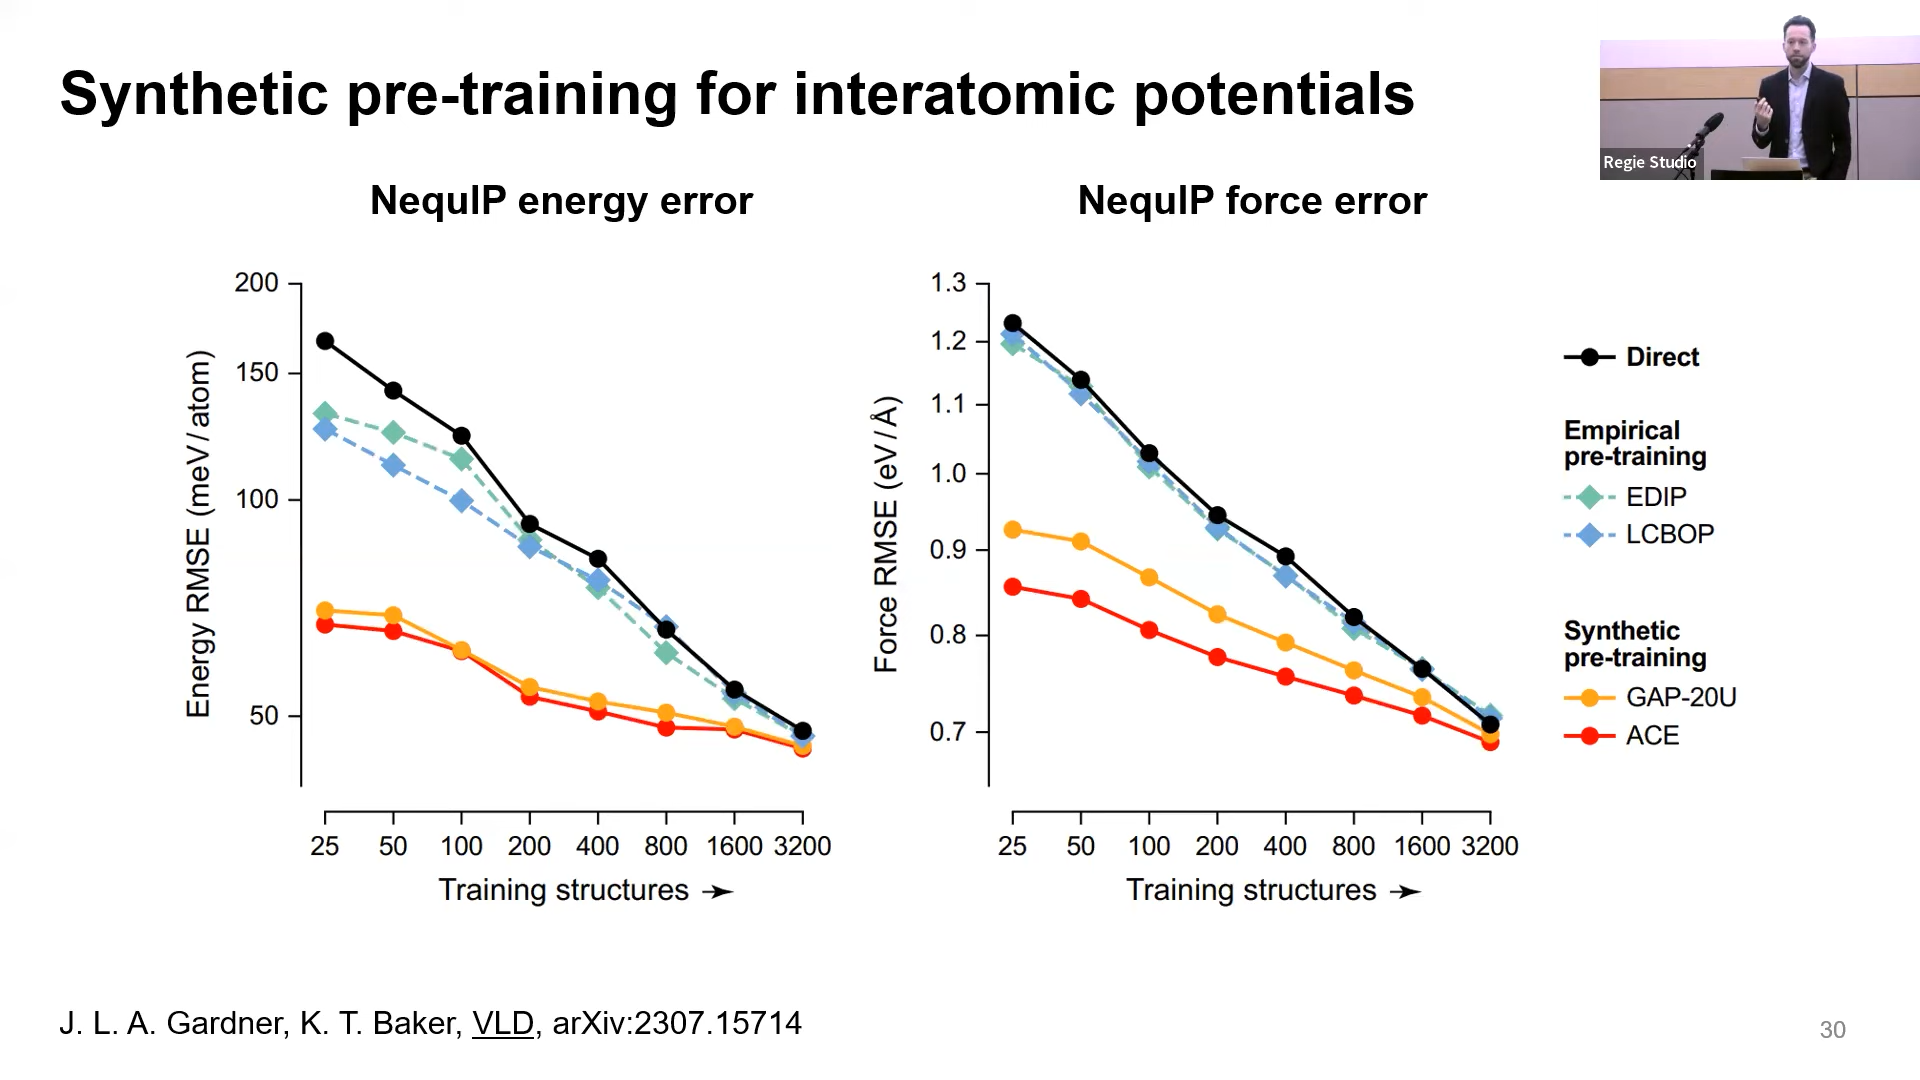 Synthetic pre-training for interatomic potentials
Regie Studio
NequIP energy error
NequIP force error
Energy RMSE (meV / atom)
200
150
100
50
25 50 100 200 400 800 1600 3200
Training structures →
Force RMSE (eV / Å)
1.3
1.2
1.1
1.0
0.9
0.8
0.7
25 50 100 200 400 800 1600 3200
Training structures →
Direct
Empirical
pre-training
EDIP
LCBOP
Synthetic
pre-training
GAP-20U
ACE
J. L. A. Gardner, K. T. Baker, VLD, arXiv:2307.15714
30